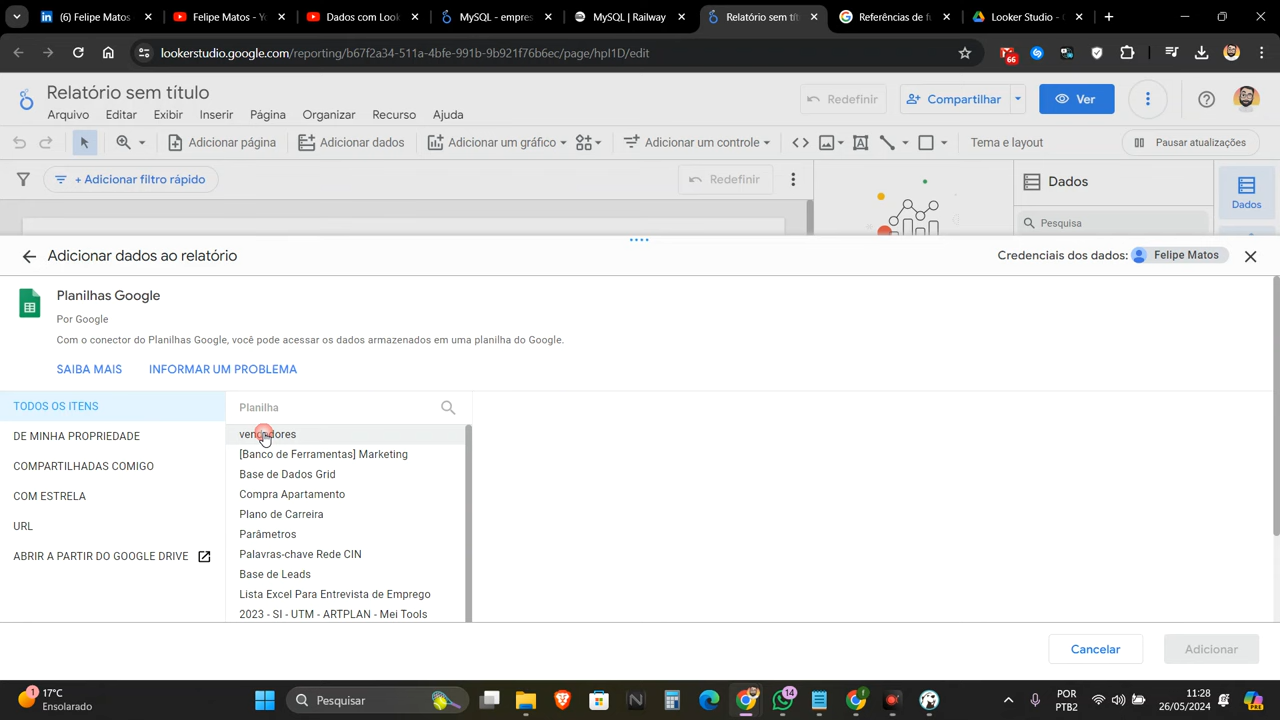 (6) Felipe Matos
Felipe Matos - Yo
Dados com Look
MySQL - empres
MySQL | Railway
Relatório sem tít
Referências de fu
Looker Studio - D
lookerstudio.google.com/reporting/b67f2a34-511a-4bfe-991b-9b921f76b6ec/page/hpI1D/edit
66
Relatório sem título
Redefinir
Compartilhar
Ver
Arquivo Editar Exibir Inserir Página Organizar Recurso Ajuda
Adicionar página
Adicionar dados
Adicionar um gráfico
Adicionar um controle
Tema e layout
Pausar atualizações
+ Adicionar filtro rápido
Redefinir
Dados
Dados
Pesquisa
Adicionar dados ao relatório
Credenciais dos dados:
Felipe Matos
Planilhas Google
Por Google
Com o conector do Planilhas Google, você pode acessar os dados armazenados em uma planilha do Google.
SAIBA MAIS
INFORMAR UM PROBLEMA
TODOS OS ITENS
DE MINHA PROPRIEDADE
COMPARTILHADAS COMIGO
COM ESTRELA
URL
ABRIR A PARTIR DO GOOGLE DRIVE
Planilha
vendedores
[Banco de Ferramentas] Marketing
Base de Dados Grid
Compra Apartamento
Plano de Carreira
Parâmetros
Palavras-chave Rede CIN
Base de Leads
Lista Excel Para Entrevista de Emprego
2023 - SI - UTM - ARTPLAN - Mei Tools
Cancelar
Adicionar
1
17°C
Ensolarado
Pesquisar
14
POR
PTB2
11:28
26/05/2024